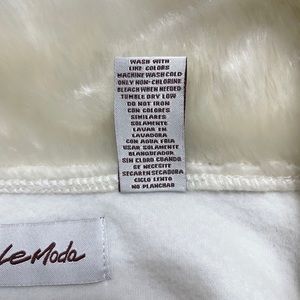 WASH WITH
LIKE COLORS
MACHINE WASH COLD
ONLY NON-CHLORINE
BLEACH WHEN NEEDED
TUMBLE DRY LOW
DO NOT IRON
CON COLORES
SIMILARES
SOLAMENTE
LAVAR EN
LAVADORA
CON AGUA FRIA
USAR SOLAMENTE
BLANQUEADOR
SIN CLORO CUANDO
SE NECESITE
SECAR EN SECADORA
CICLO LENTO
NO PLANCHAR
le Moda